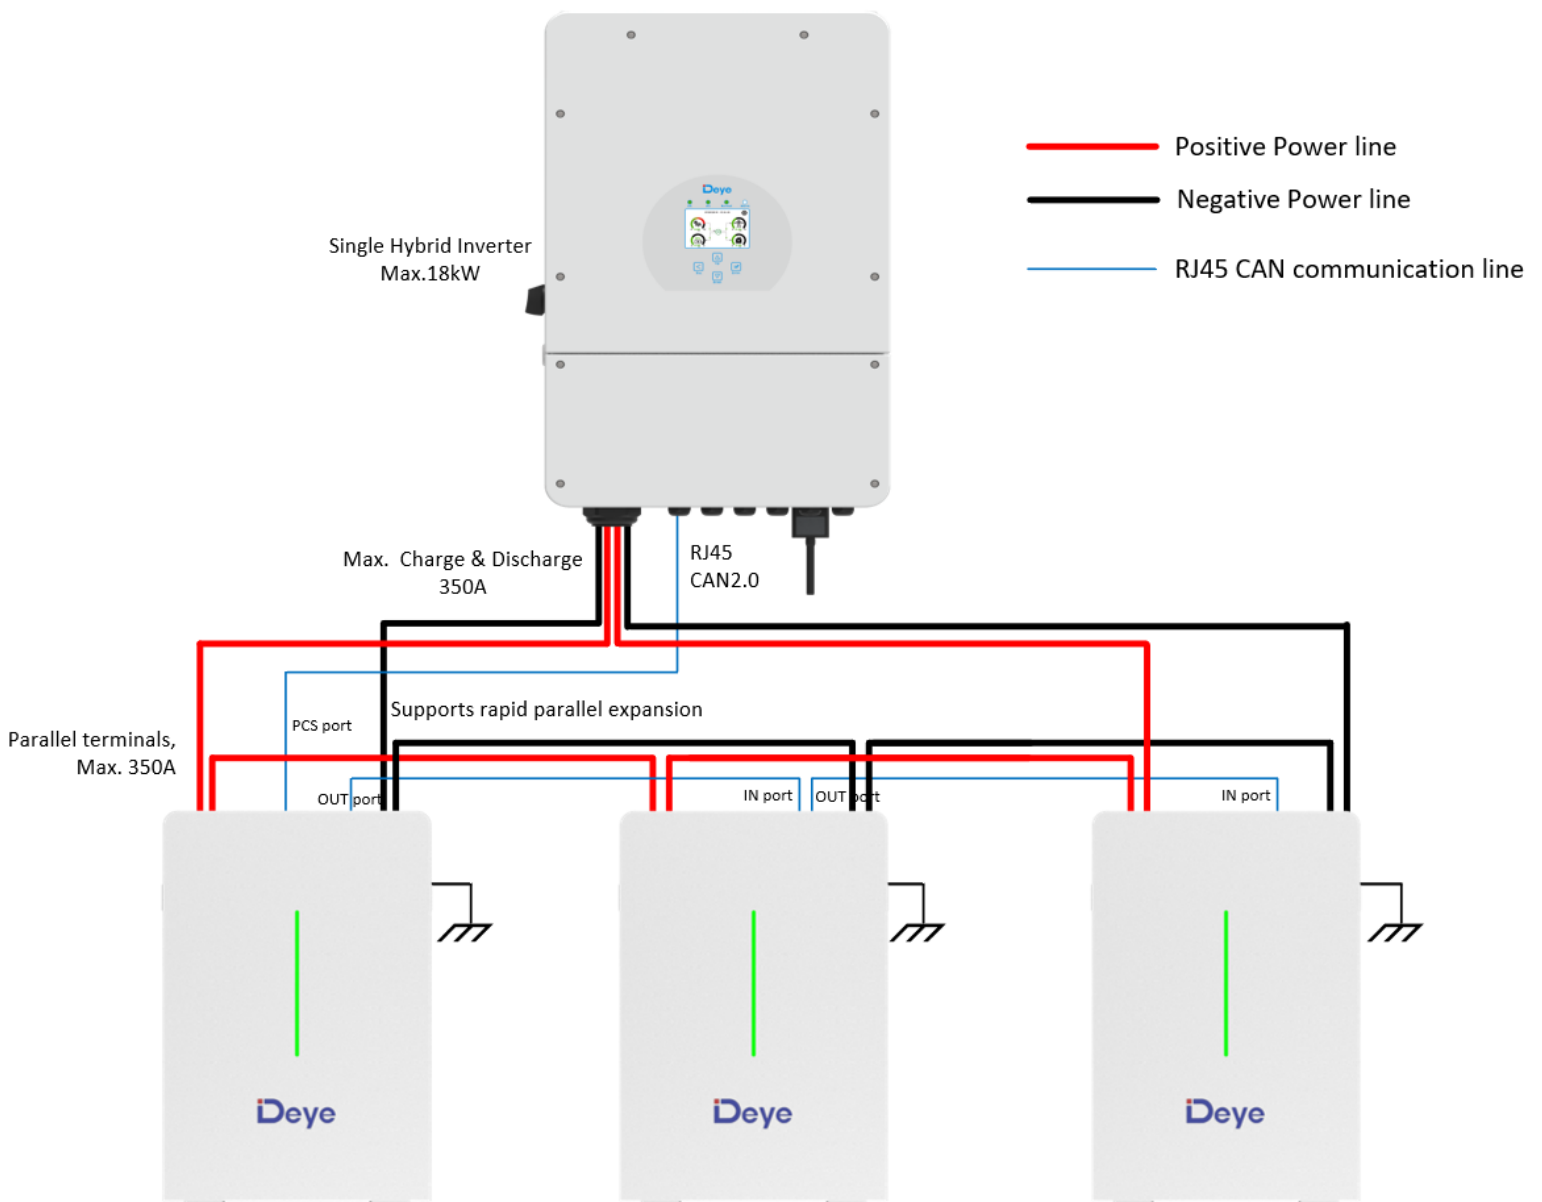 Deye
Positive Power line
Negative Power line
Single Hybrid Inverter
Max.18kW
RJ45 CAN communication line
Max.  Charge & Discharge
350A
RJ45
CAN2.0
Supports rapid parallel expansion
PCS port
Parallel terminals,
Max. 350A
OUT port
IN port
OUT port
IN port
Deye
Deye
Deye